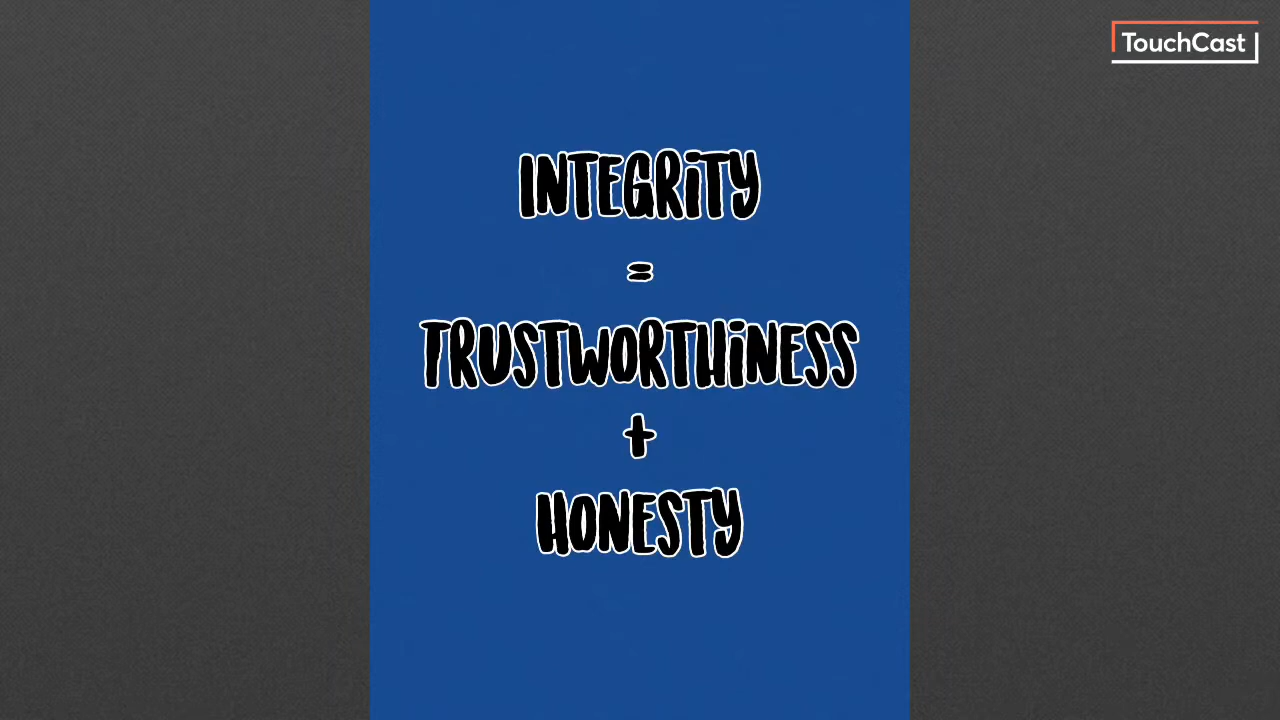 TouchCast
INTEGRiTY
=
TRUSTWORTHiNESS
+
HONESTY